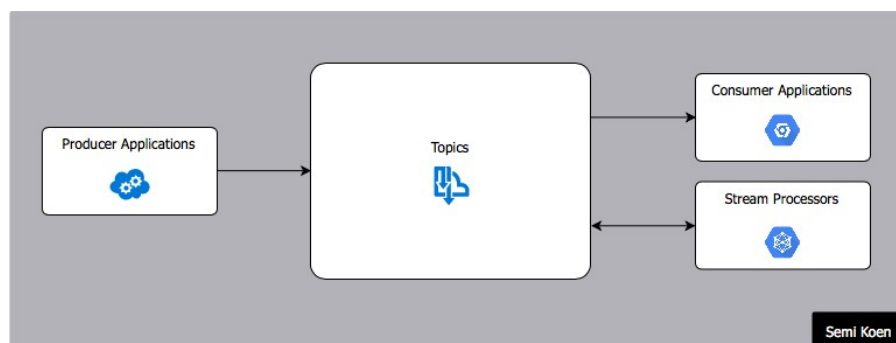 Producer Applications
Topics
Consumer Applications
Stream Processors
Semi Koen